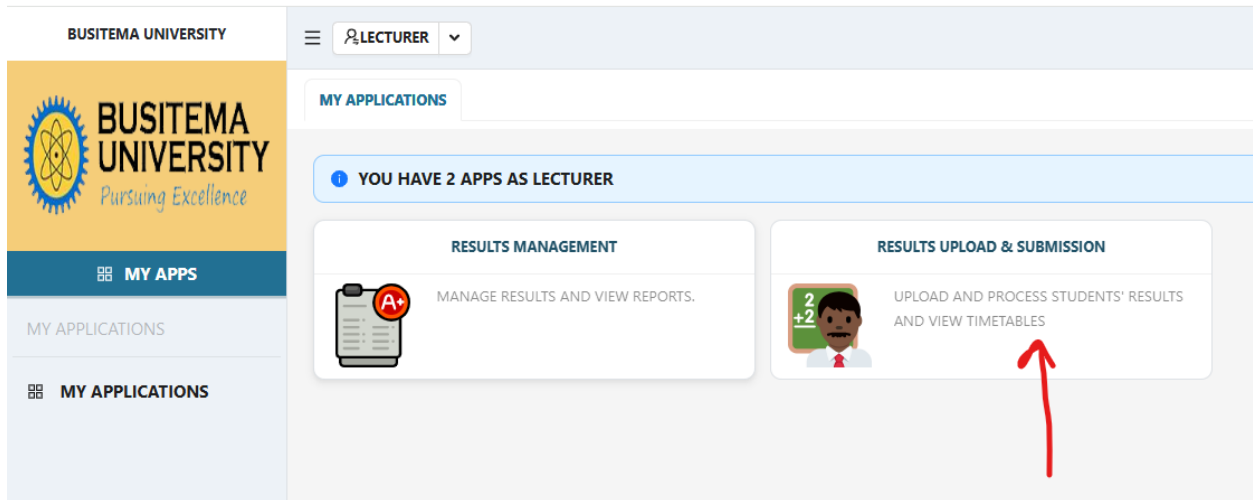 BUSITEMA UNIVERSITY
LECTURER
BUSITEMA
UNIVERSITY
Pursuing Excellence
MY APPS
MY APPLICATIONS
MY APPLICATIONS
MY APPLICATIONS
YOU HAVE 2 APPS AS LECTURER
RESULTS MANAGEMENT
A+
MANAGE RESULTS AND VIEW REPORTS.
RESULTS UPLOAD & SUBMISSION
2
+2
UPLOAD AND PROCESS STUDENTS' RESULTS
AND VIEW TIMETABLES